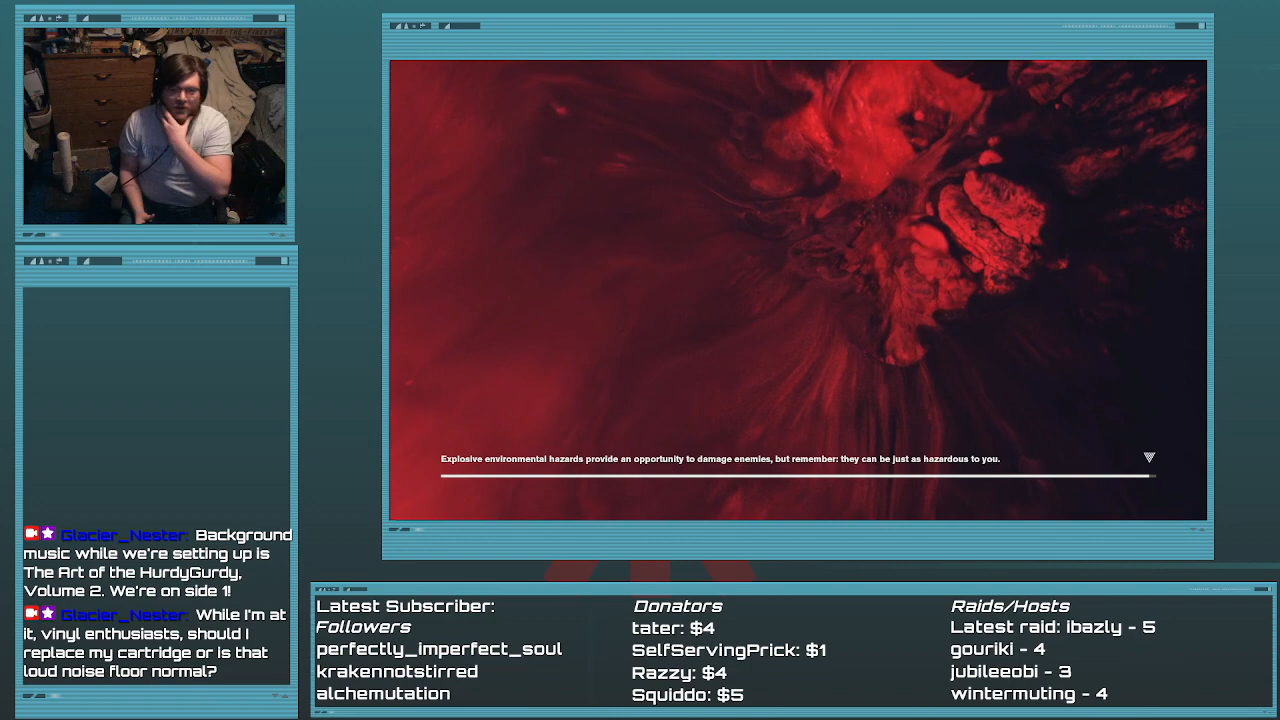 Explosive environmental hazards provide an opportunity to damage enemies, but remember: they can be just as hazardous to you.
Glacier_Nester: Background
music while we're setting up is
The Art of the HurdyGurdy,
Volume 2. We're on side 1!
Glacier_Nester: While I'm at
it, vinyl enthusiasts, should I
replace my cartridge or is that
loud noise floor normal?
Latest Subscriber:
Followers
perfectly_imperfect_soul
krakennotstirred
alchemutation
Donators
tater: $4
SelfServingPrick: $1
Razzy: $4
Squiddo: $5
Raids/Hosts
Latest raid: ibazly - 5
gouriki - 4
jubileenbi - 3
wintermuting - 4